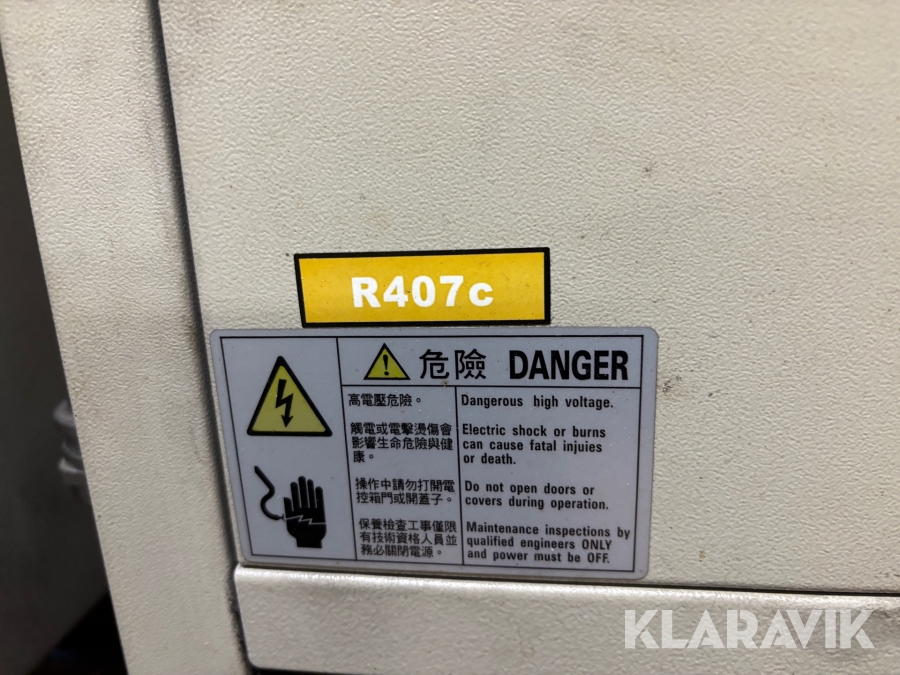 R407c
危險 DANGER
高電壓危險。
Dangerous high voltage.
觸電或電擊燙傷會
影響生命危險與健
康。
Electric shock or burns
can cause fatal injuies
or death.
操作中請勿打開電
控箱門或開蓋子。
Do not open doors or
covers during operation.
保養檢查工事僅限
有技術資格人員並
務必關閉電源。
Maintenance inspections by
qualified engineers ONLY
and power must be OFF.
KLARAVIK